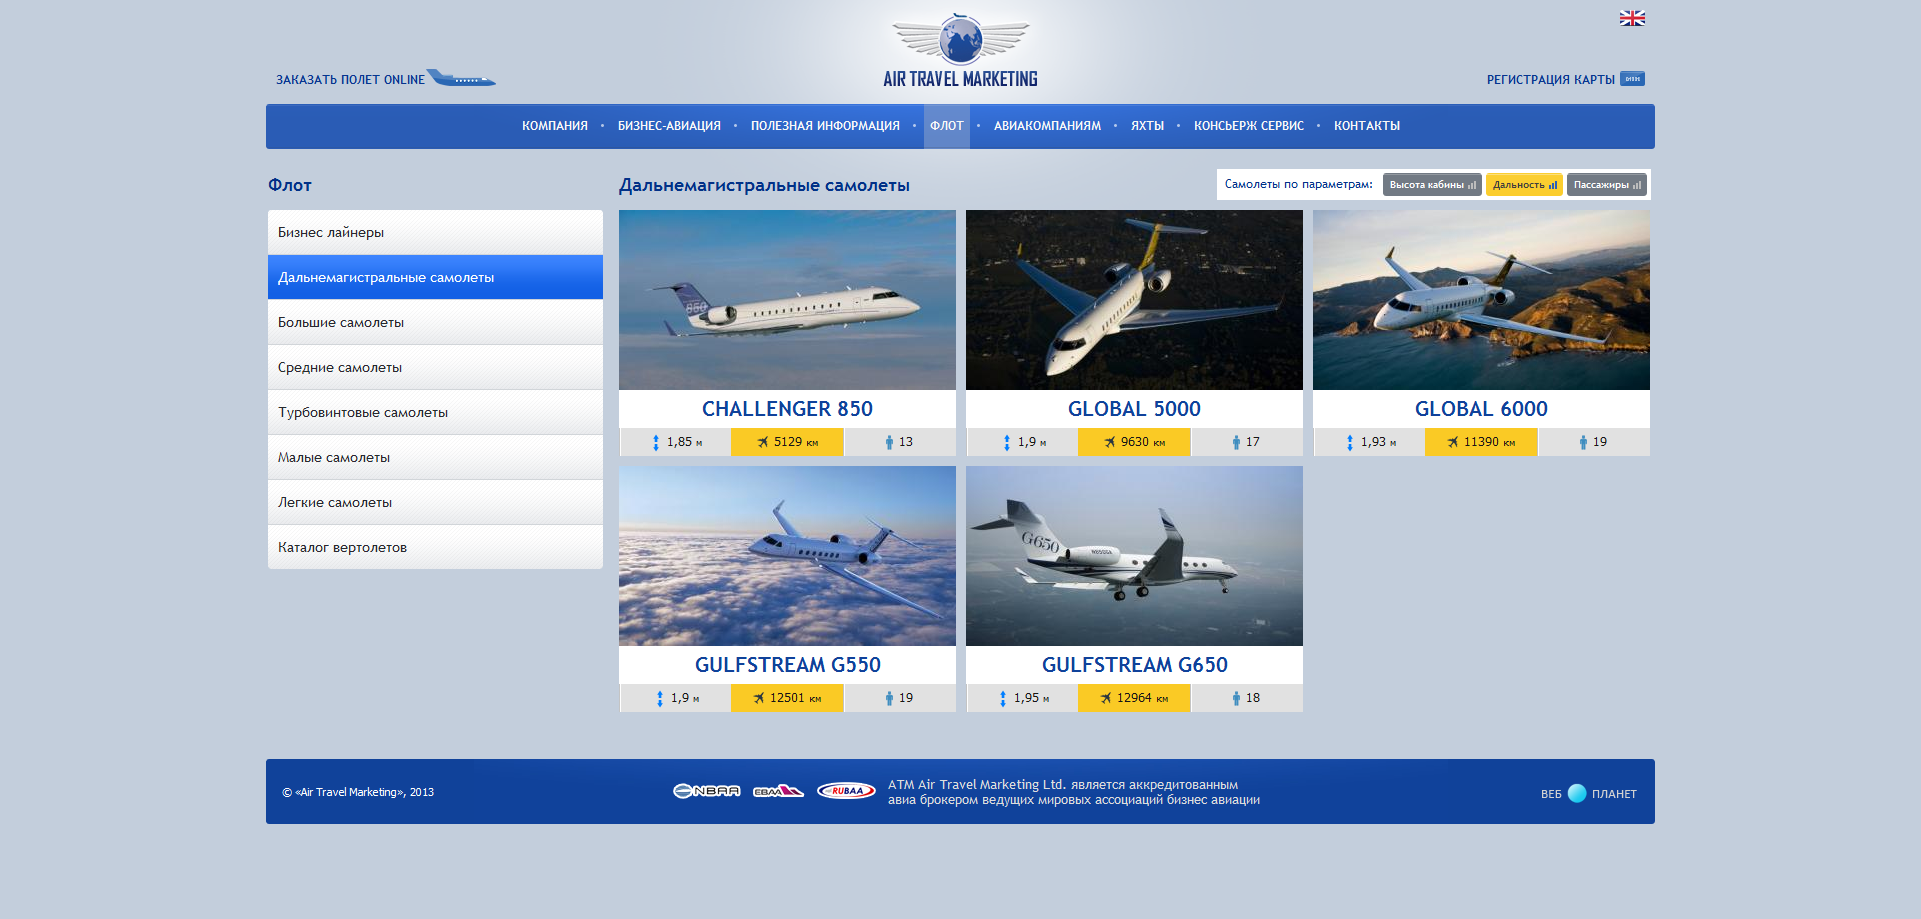 ЗАКАЗАТЬ ПОЛЕТ ONLINE
AIR TRAVEL MARKETING
РЕГИСТРАЦИЯ КАРТЫ
КОМПАНИЯ • БИЗНЕС-АВИАЦИЯ • ПОЛЕЗНАЯ ИНФОРМАЦИЯ • ФЛОТ • АВИАКОМПАНИЯМ • ЯХТЫ • КОНСЬЕРЖ СЕРВИС • КОНТАКТЫ
Флот
Бизнес лайнеры
Дальнемагистральные самолеты
Большие самолеты
Средние самолеты
Турбовинтовые самолеты
Малые самолеты
Легкие самолеты
Каталог вертолетов
Дальнемагистральные самолеты
Самолеты по параметрам: Высота кабины Дальность Пассажиры
850
CHALLENGER 850
1,85 м 5129 км 13
GLOBAL 5000
1,9 м 9630 км 17
GLOBAL 6000
1,93 м 11390 км 19
GULFSTREAM G550
1,9 м 12501 км 19
G650
N650GA
GULFSTREAM G650
1,95 м 12964 км 18
© «Air Travel Marketing», 2013
NBAA EBAA RUBAA
ATM Air Travel Marketing Ltd. является аккредитованным
авиа брокером ведущих мировых ассоциаций бизнес авиации
ВЕБ ПЛАНЕТ